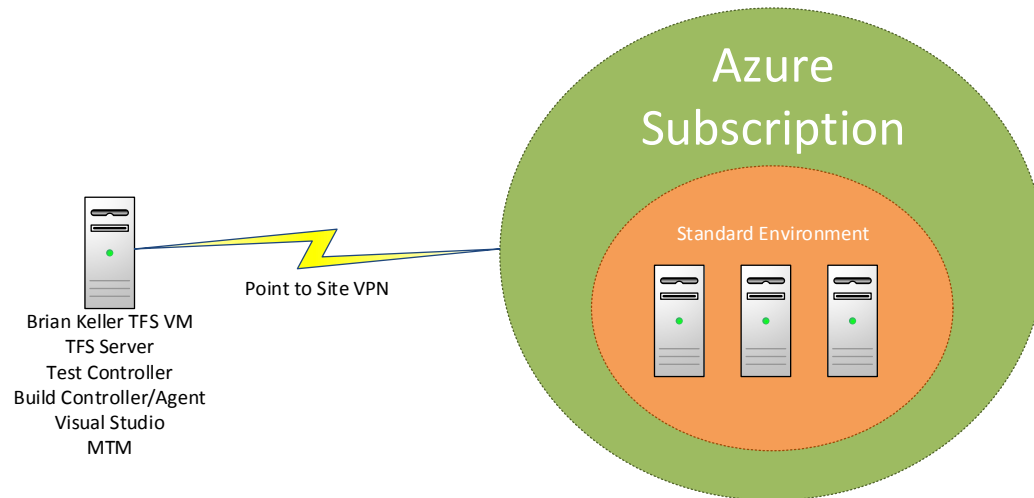 Azure
Subscription
Standard Environment
Point to Site VPN
Brian Keller TFS VM
TFS Server
Test Controller
Build Controller/Agent
Visual Studio
MTM